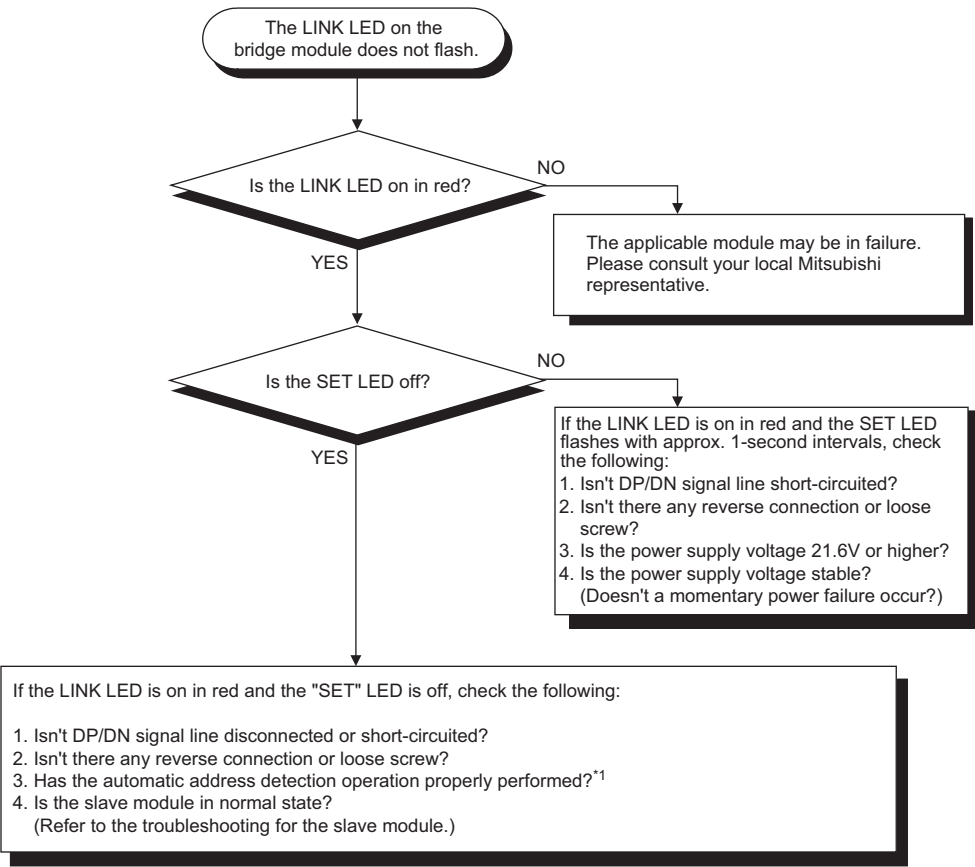 The LINK LED on the
bridge module does not flash.
Is the LINK LED on in red?
NO
The applicable module may be in failure.
Please consult your local Mitsubishi
representative.
YES
Is the SET LED off?
NO
If the LINK LED is on in red and the SET LED
flashes with approx. 1-second intervals, check
the following:
1. Isn't DP/DN signal line short-circuited?
2. Isn't there any reverse connection or loose
screw?
3. Is the power supply voltage 21.6V or higher?
4. Is the power supply voltage stable?
(Doesn't a momentary power failure occur?)
YES
If the LINK LED is on in red and the "SET" LED is off, check the following:
1. Isn't DP/DN signal line disconnected or short-circuited?
2. Isn't there any reverse connection or loose screw?
3. Has the automatic address detection operation properly performed?*1
4. Is the slave module in normal state?
(Refer to the troubleshooting for the slave module.)